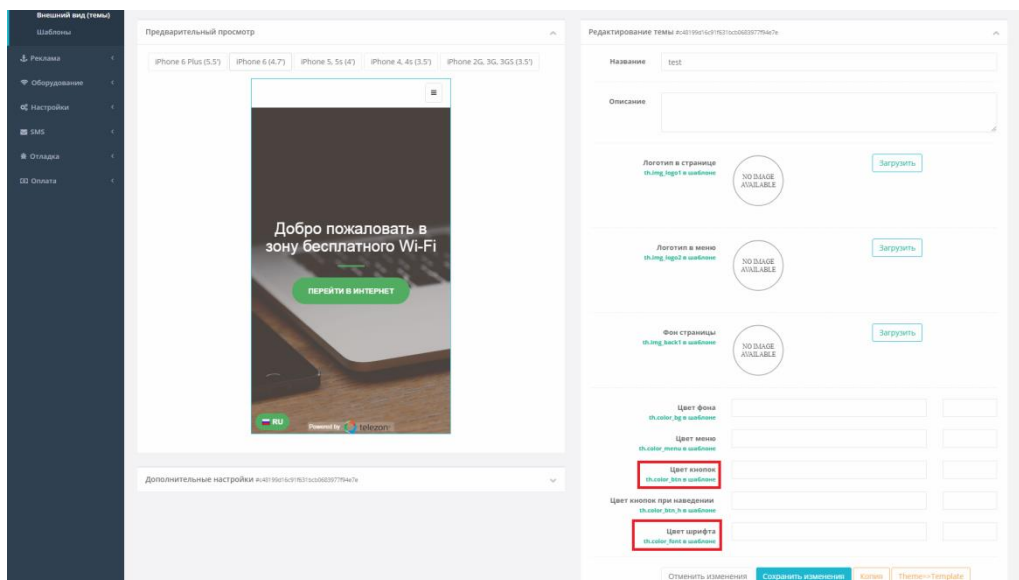 Внешний вид (темы)
Шаблоны
Реклама
Оборудование
Настройки
SMS
Отладка
Оплата
Предварительный просмотр
iPhone 6 Plus (5.5') iPhone 6 (4.7') iPhone 5, 5s (4') iPhone 4, 4s (3.5') iPhone 2G, 3G, 3GS (3.5')
Добро пожаловать в
зону бесплатного Wi-Fi
ПЕРЕЙТИ В ИНТЕРНЕТ
RU
Powered by telezon
Дополнительные настройки
Редактирование темы
Название test
Описание
Логотип в странице
th.img_logo1 в шаблоне
NO IMAGE
AVAILABLE
Загрузить
Логотип в меню
th.img_logo2 в шаблоне
NO IMAGE
AVAILABLE
Загрузить
Фон страницы
th.img_back1 в шаблоне
NO IMAGE
AVAILABLE
Загрузить
Цвет фона
th.color_bg в шаблоне
Цвет меню
th.color_menu в шаблоне
Цвет кнопок
th.color_btn в шаблоне
Цвет кнопок при наведении
th.color_btn_h в шаблоне
Цвет шрифта
th.color_font в шаблоне
Отменить изменения Сохранить изменения Копия Theme=>Template